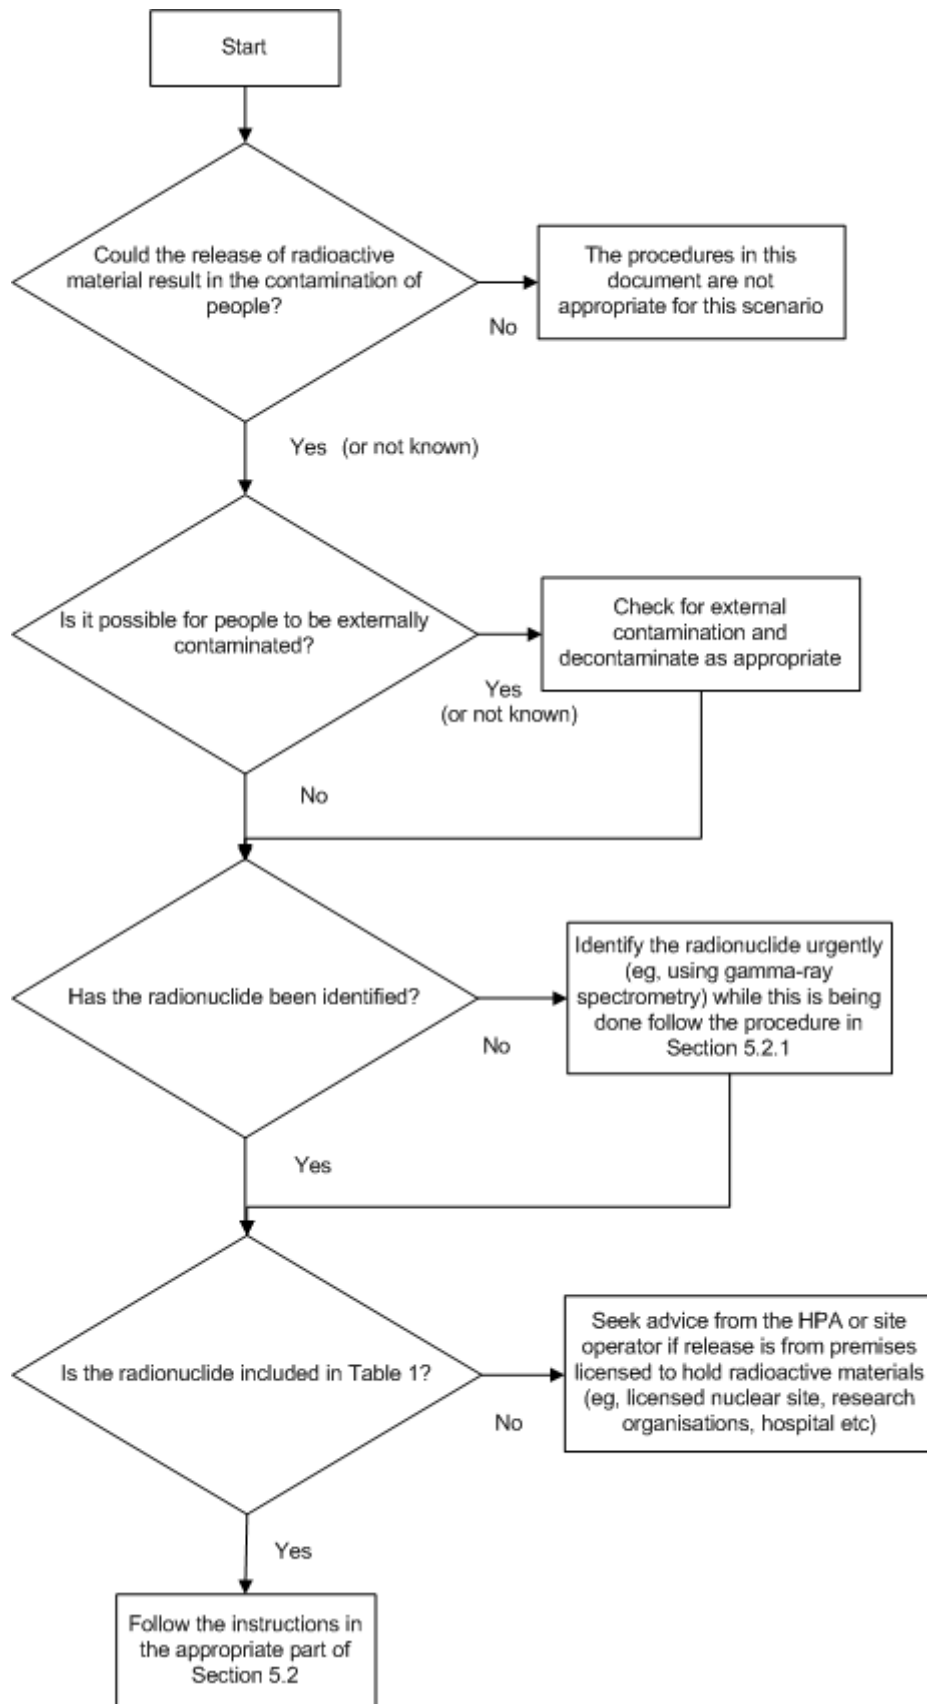 Start
Could the release of radioactive
material result in the contamination of
people?
The procedures in this
document are not
appropriate for this scenario
No
Yes (or not known)
Is it possible for people to be externally
contaminated?
Check for external
contamination and
decontaminate as appropriate
Yes
(or not known)
No
Has the radionuclide been identified?
Identify the radionuclide urgently
(eg, using gamma-ray
spectrometry) while this is being
done follow the procedure in
Section 5.2.1
No
Yes
Is the radionuclide included in Table 1?
Seek advice from the HPA or site
operator if release is from premises
licensed to hold radioactive materials
(eg, licensed nuclear site, research
organisations, hospital etc)
No
Yes
Follow the instructions in
the appropriate part of
Section 5.2